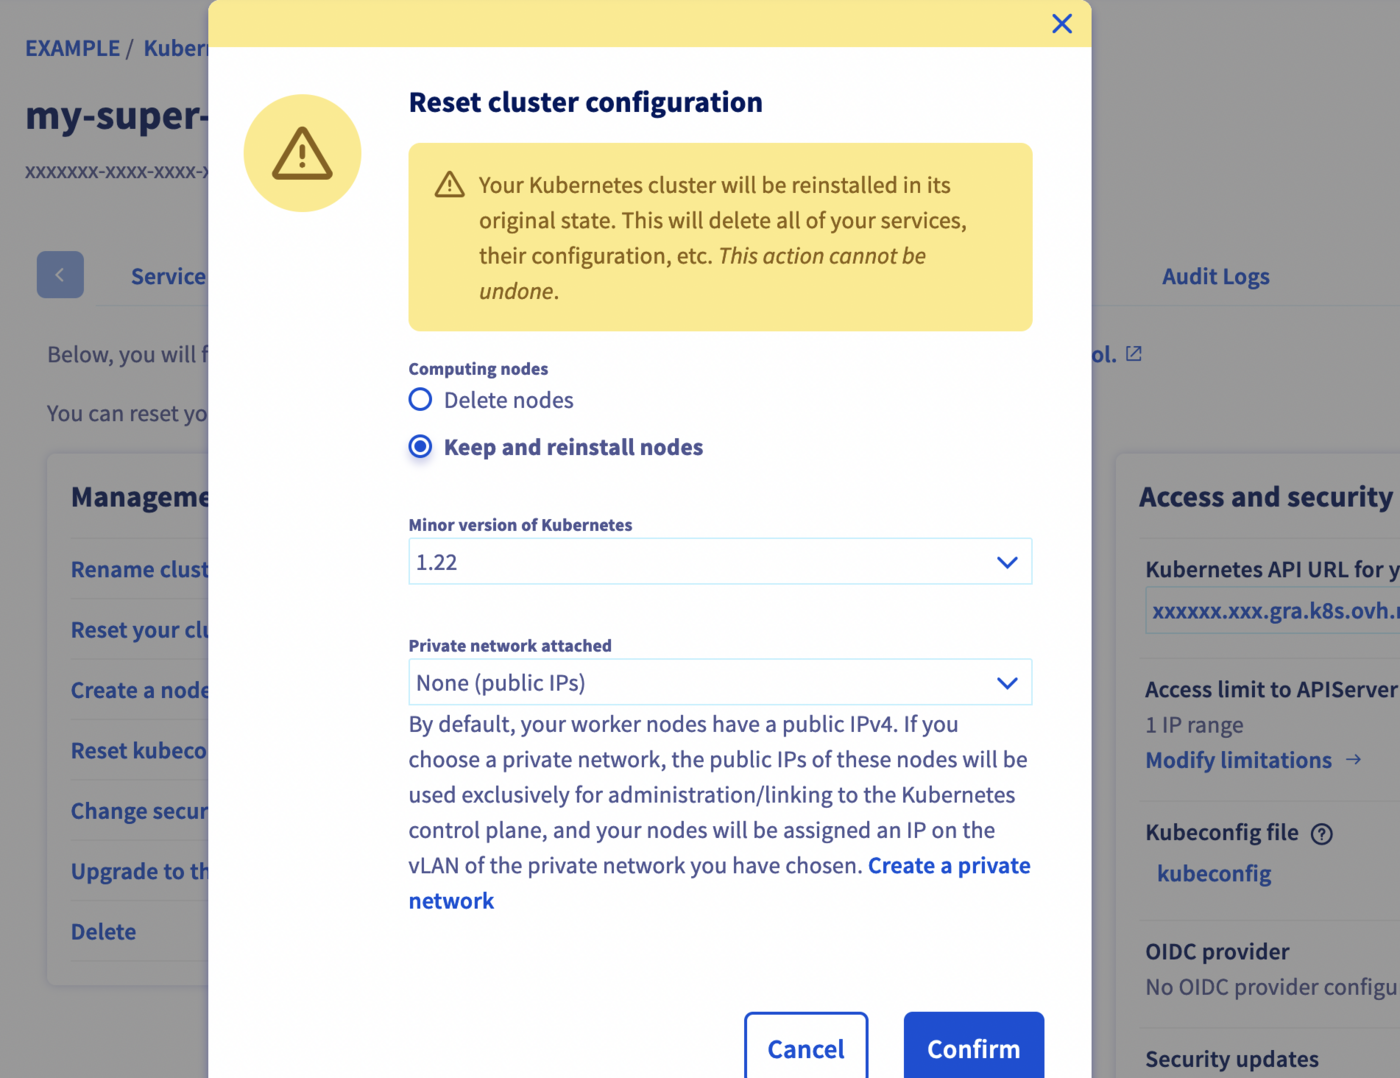 EXAMPLE / Kuber
my-super-
xxxxxxx-xxxx-xxxx-x
Service
Audit Logs
Below, you will f
ol.
You can reset yo
Manageme
Rename clust
Reset your clu
Create a node
Reset kubeco
Change secur
Upgrade to th
Delete
Reset cluster configuration
Your Kubernetes cluster will be reinstalled in its
original state. This will delete all of your services,
their configuration, etc. This action cannot be
undone.
Computing nodes
Delete nodes
Keep and reinstall nodes
Minor version of Kubernetes
1.22
Private network attached
None (public IPs)
By default, your worker nodes have a public IPv4. If you
choose a private network, the public IPs of these nodes will be
used exclusively for administration/linking to the Kubernetes
control plane, and your nodes will be assigned an IP on the
vLAN of the private network you have chosen. Create a private
network
Cancel
Confirm
Access and security
Kubernetes API URL for y
xxxxxx.xxx.gra.k8s.ovh.
Access limit to APIServer
1 IP range
Modify limitations →
Kubeconfig file
kubeconfig
OIDC provider
No OIDC provider configu
Security updates